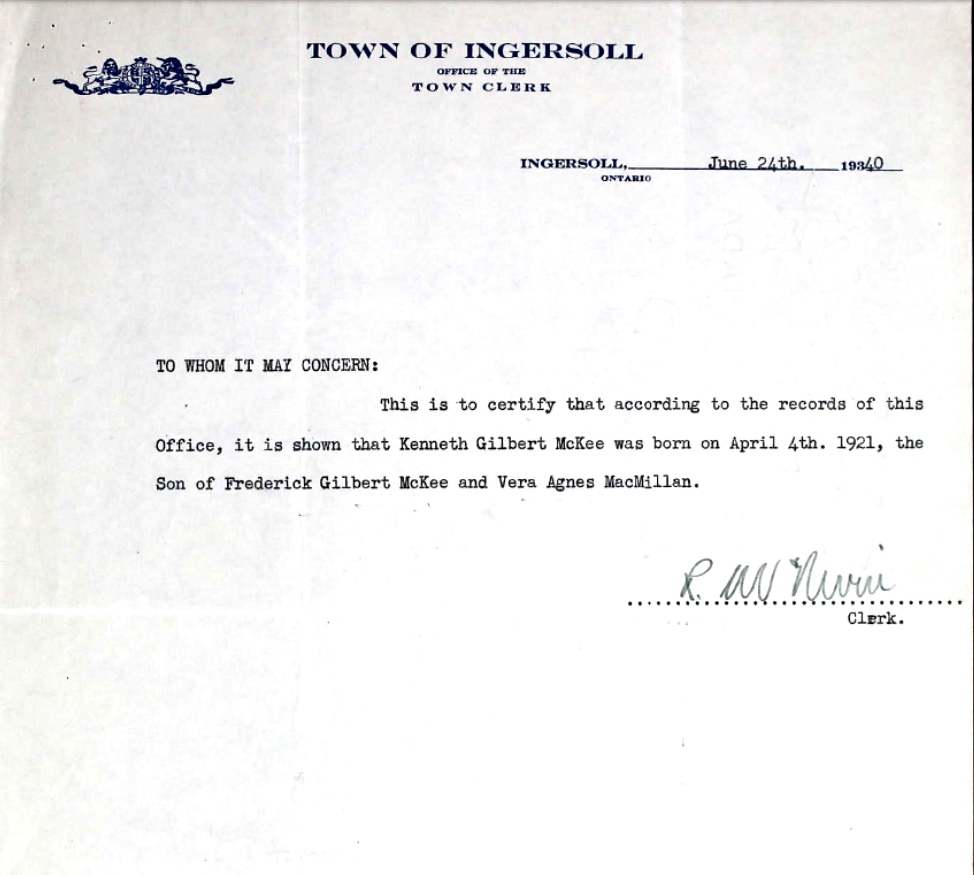 TOWN OF INGERSOLL
OFFICE OF THE
TOWN CLERK
INGERSOLL, June 24th. 19340
ONTARIO
TO WHOM IT MAY CONCERN:
This is to certify that according to the records of this
Office, it is shown that Kenneth Gilbert McKee was born on April 4th. 1921, the
Son of Frederick Gilbert McKee and Vera Agnes MacMillan.
R.
Clerk.